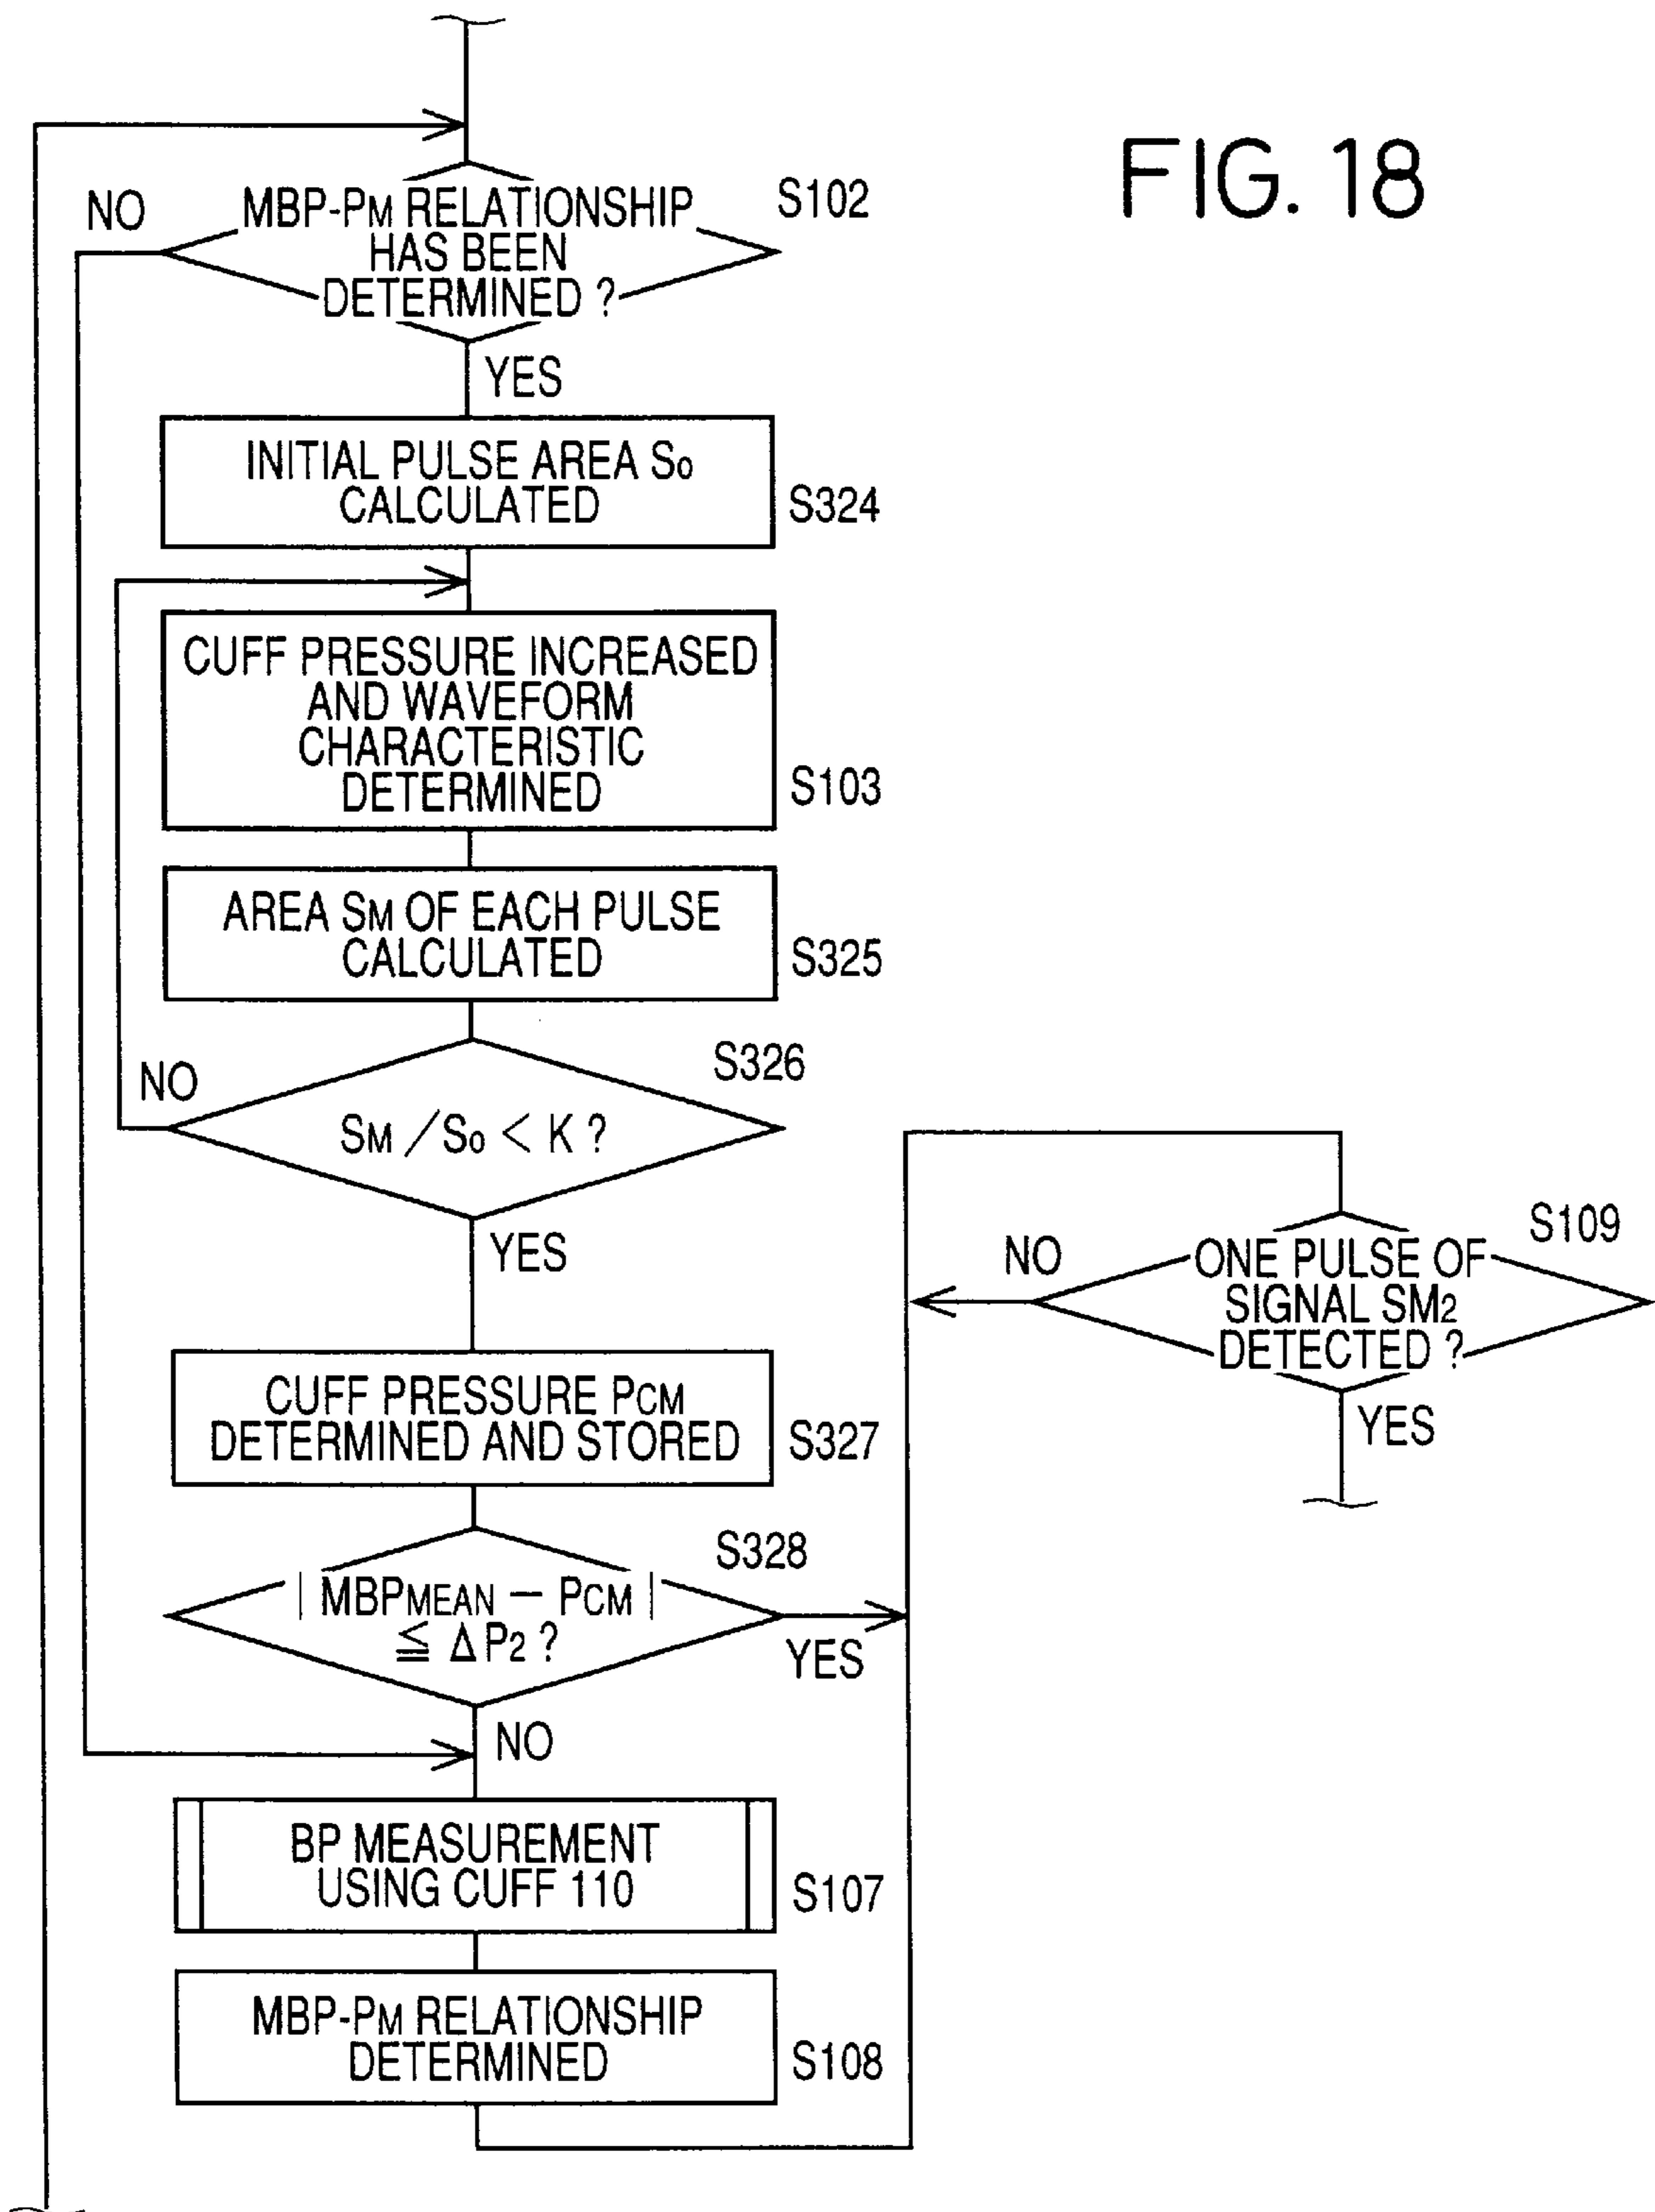 FIG. 18
NO
MBP-PM RELATIONSHIP
HAS BEEN
DETERMINED ?
S102
YES
INITIAL PULSE AREA S0
CALCULATED
S324
CUFF PRESSURE INCREASED
AND WAVEFORM
CHARACTERISTIC
DETERMINED
S103
AREA SM OF EACH PULSE
CALCULATED
S325
S326
NO
SM / S0 < K ?
YES
CUFF PRESSURE PCM
DETERMINED AND STORED
S327
S328
| MBPMEAN − PCM |
≦ ΔP2 ?
YES
NO
BP MEASUREMENT
USING CUFF 110
S107
MBP-PM RELATIONSHIP
DETERMINED
S108
S109
NO
ONE PULSE OF
SIGNAL SM2
DETECTED ?
YES